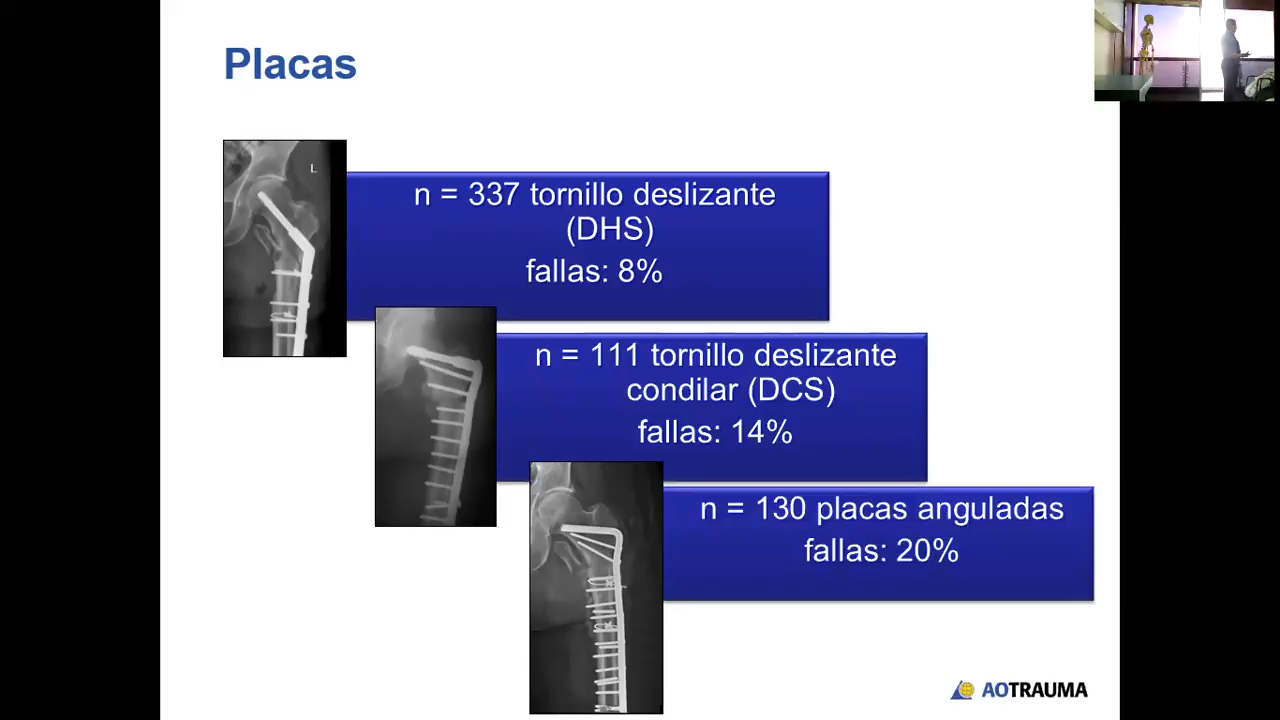 Placas
L
n = 337 tornillo deslizante
(DHS)
fallas: 8%
n = 111 tornillo deslizante
condilar (DCS)
fallas: 14%
n = 130 placas anguladas
fallas: 20%
AOTRAUMA